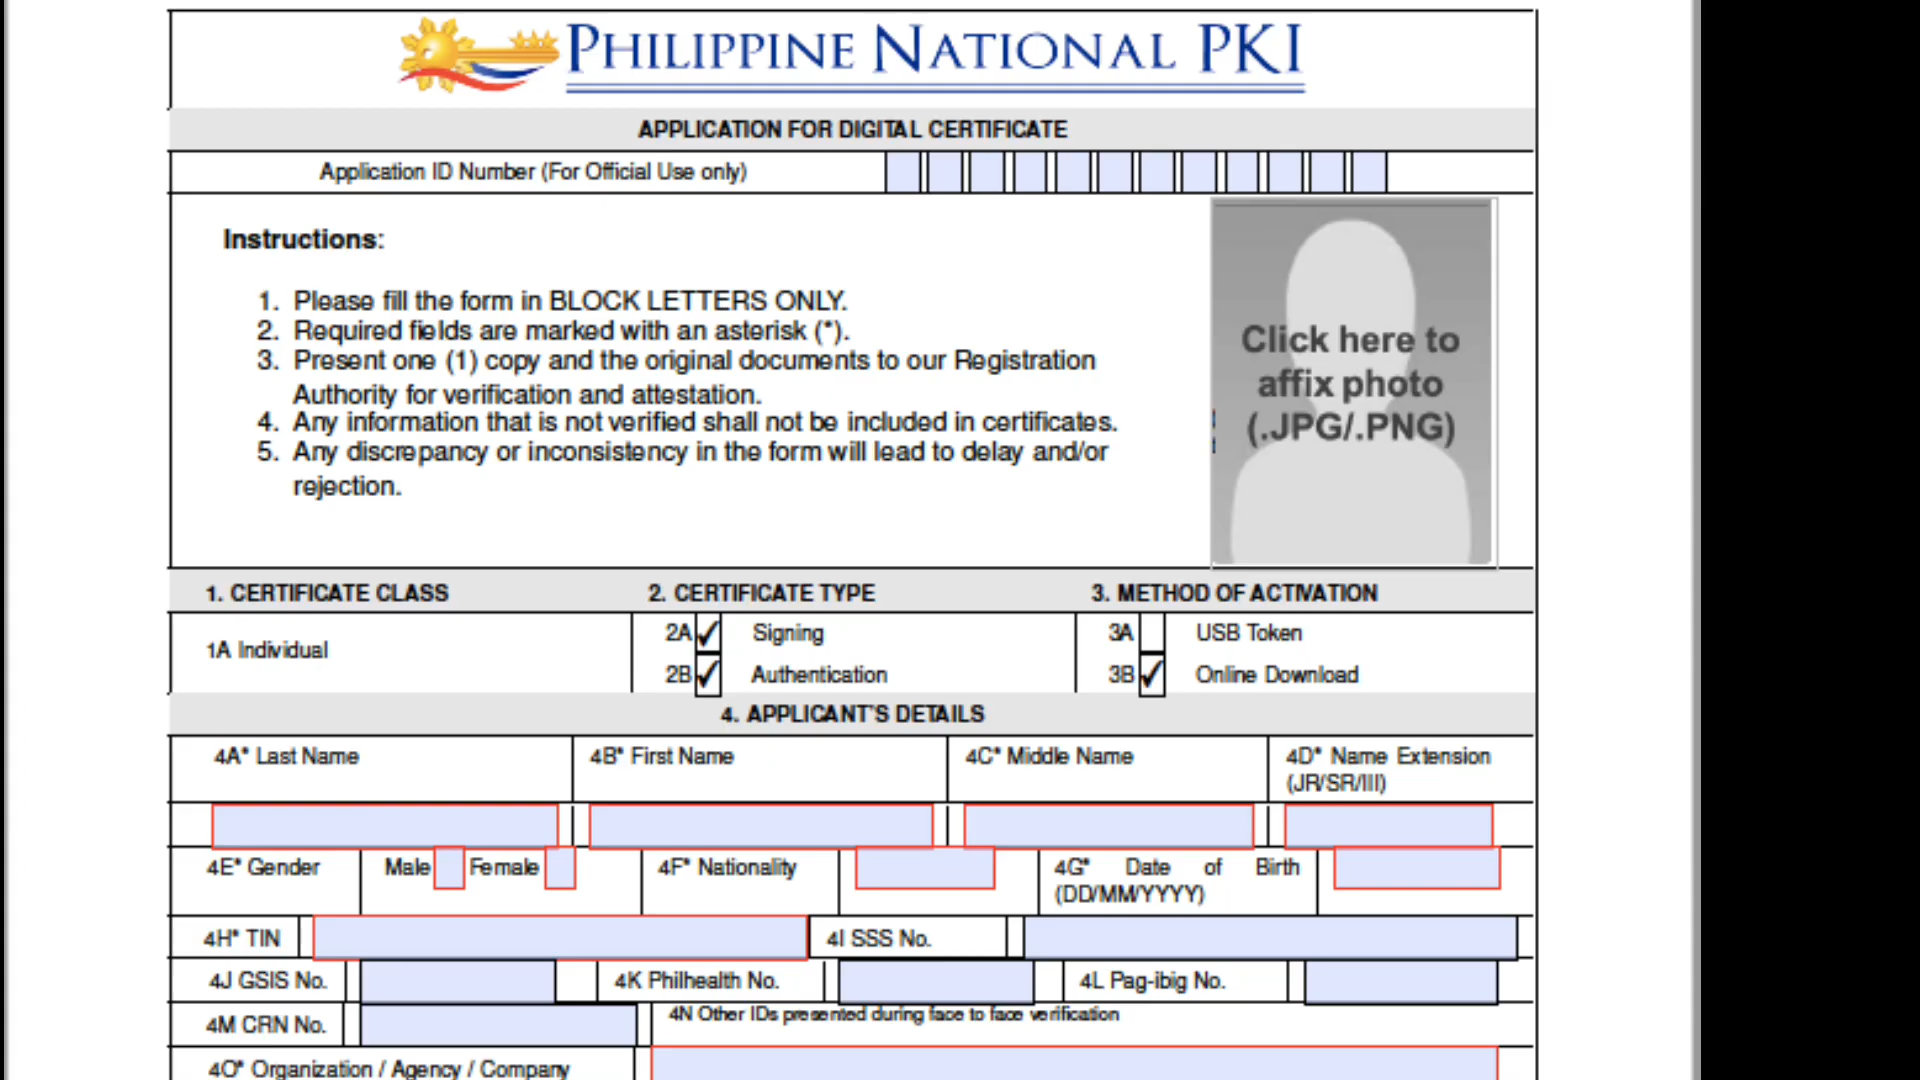 PHILIPPINE NATIONAL PKI
APPLICATION FOR DIGITAL CERTIFICATE
Application ID Number (For Official Use only)
Instructions:
1. Please fill the form in BLOCK LETTERS ONLY.
2. Required fields are marked with an asterisk (*).
3. Present one (1) copy and the original documents to our Registration
Authority for verification and attestation.
4. Any information that is not verified shall not be included in certificates.
5. Any discrepancy or inconsistency in the form will lead to delay and/or
rejection.
Click here to
affix photo
(.JPG/.PNG)
1. CERTIFICATE CLASS 2. CERTIFICATE TYPE 3. METHOD OF ACTIVATION
1A Individual
2A ✓ Signing 3A USB Token
2B ✓ Authentication 3B ✓ Online Download
4. APPLICANT'S DETAILS
4A* Last Name 4B* First Name 4C* Middle Name 4D* Name Extension
(JR/SR/III)
4E* Gender Male Female 4F* Nationality 4G* Date of Birth
(DD/MM/YYYY)
4H* TIN 4I SSS No.
4J GSIS No. 4K Philhealth No. 4L Pag-ibig No.
4M CRN No. 4N Other IDs presented during face to face verification
4O* Organization / Agency / Company